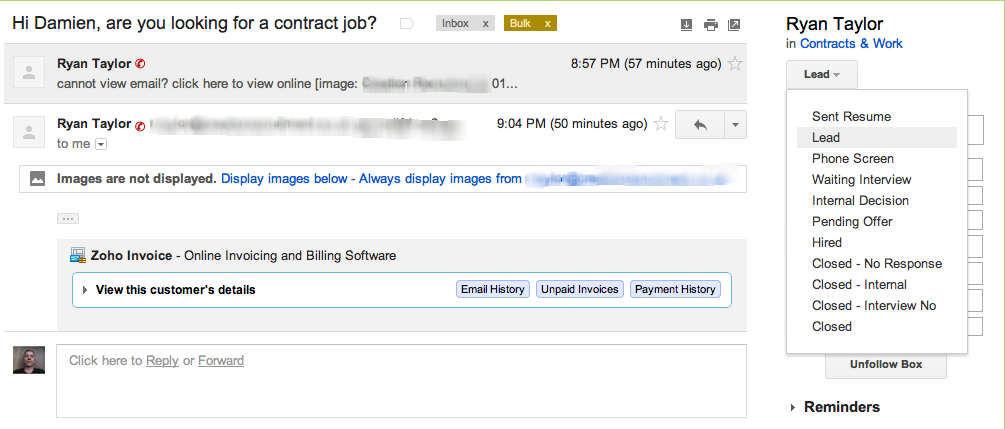 Hi Damien, are you looking for a contract job?
Inbox x
Bulk x
Ryan Taylor
8:57 PM (57 minutes ago)
cannot view email? click here to view online [image:
01...
Ryan Taylor
9:04 PM (50 minutes ago)
to me
Images are not displayed. Display images below - Always display images from
...
Zoho Invoice - Online Invoicing and Billing Software
View this customer's details
Email History
Unpaid Invoices
Payment History
Click here to Reply or Forward
Ryan Taylor
in Contracts & Work
Lead
Sent Resume
Lead
Phone Screen
Waiting Interview
Internal Decision
Pending Offer
Hired
Closed - No Response
Closed - Internal
Closed - Interview No
Closed
Unfollow Box
Reminders